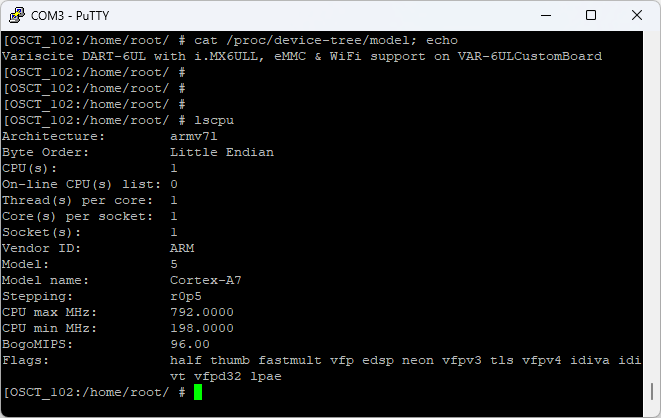 COM3 - PuTTY
[OSCT_102:/home/root/ # cat /proc/device-tree/model; echo
Variscite DART-6UL with i.MX6ULL, eMMC & WiFi support on VAR-6ULCustomBoard
[OSCT_102:/home/root/ #
[OSCT_102:/home/root/ #
[OSCT_102:/home/root/ #
[OSCT_102:/home/root/ # lscpu
Architecture:        armv7l
Byte Order:          Little Endian
CPU(s):              1
On-line CPU(s) list: 0
Thread(s) per core:  1
Core(s) per socket:  1
Socket(s):           1
Vendor ID:           ARM
Model:               5
Model name:          Cortex-A7
Stepping:            r0p5
CPU max MHz:         792.0000
CPU min MHz:         198.0000
BogoMIPS:            96.00
Flags:               half thumb fastmult vfp edsp neon vfpv3 tls vfpv4 idiva idi
                     vt vfpd32 lpae
[OSCT_102:/home/root/ #